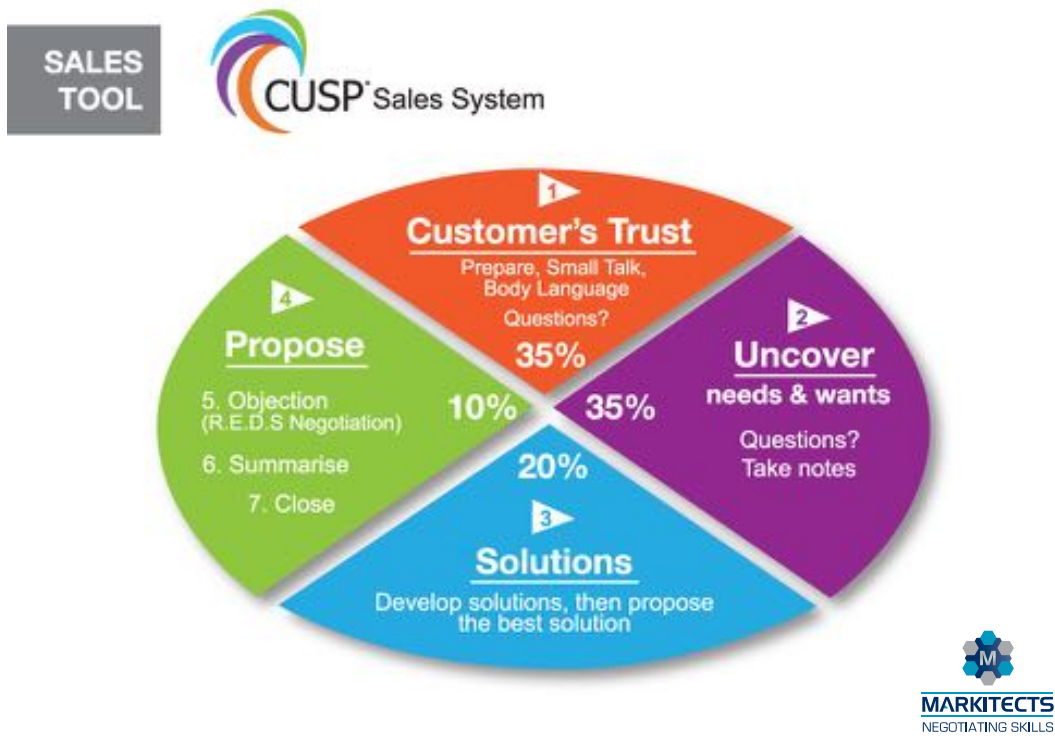 SALES
TOOL
CUSP® Sales System
1
Customer's Trust
Prepare, Small Talk,
Body Language
Questions?
35%
2
Uncover
needs & wants
35%
Questions?
Take notes
20%
3
Solutions
Develop solutions, then propose
the best solution
4
Propose
10%
5. Objection
(R.E.D.S Negotiation)
6. Summarise
7. Close
M
MARKITECTS
NEGOTIATING SKILLS